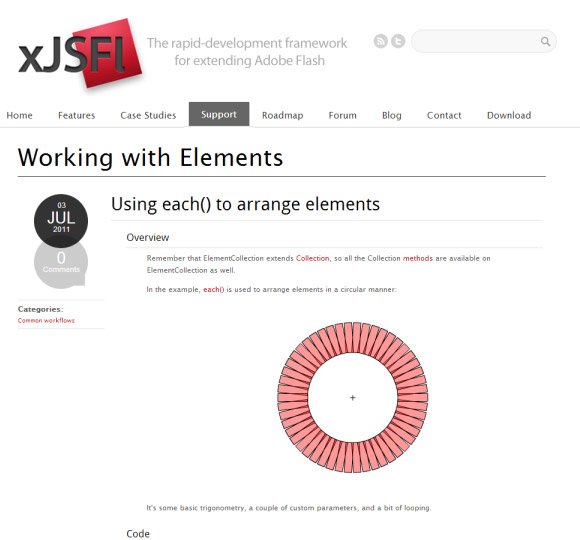 xJSFl
The rapid-development framework
for extending Adobe Flash
Home Features Case Studies Support Roadmap Forum Blog Contact Download
Working with Elements
03
JUL
2011
0
Comments
Categories:
Common workflows
Using each() to arrange elements
Overview
Remember that ElementCollection extends Collection, so all the Collection methods are available on
ElementCollection as well.
In the example, each() is used to arrange elements in a circular manner:
It's some basic trigonometry, a couple of custom parameters, and a bit of looping.
Code